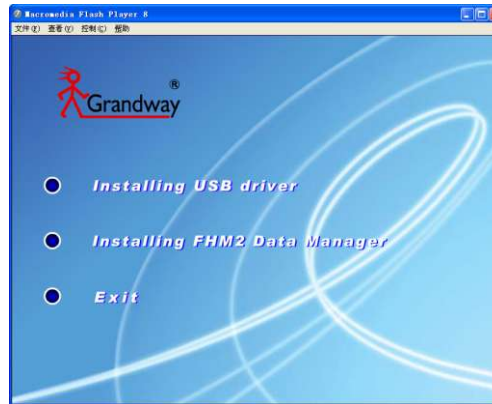 Macromedia Flash Player 8
文件(F) 查看(V) 控制(C) 帮助
Grandway®
Installing USB driver
Installing FHM2 Data Manager
Exit